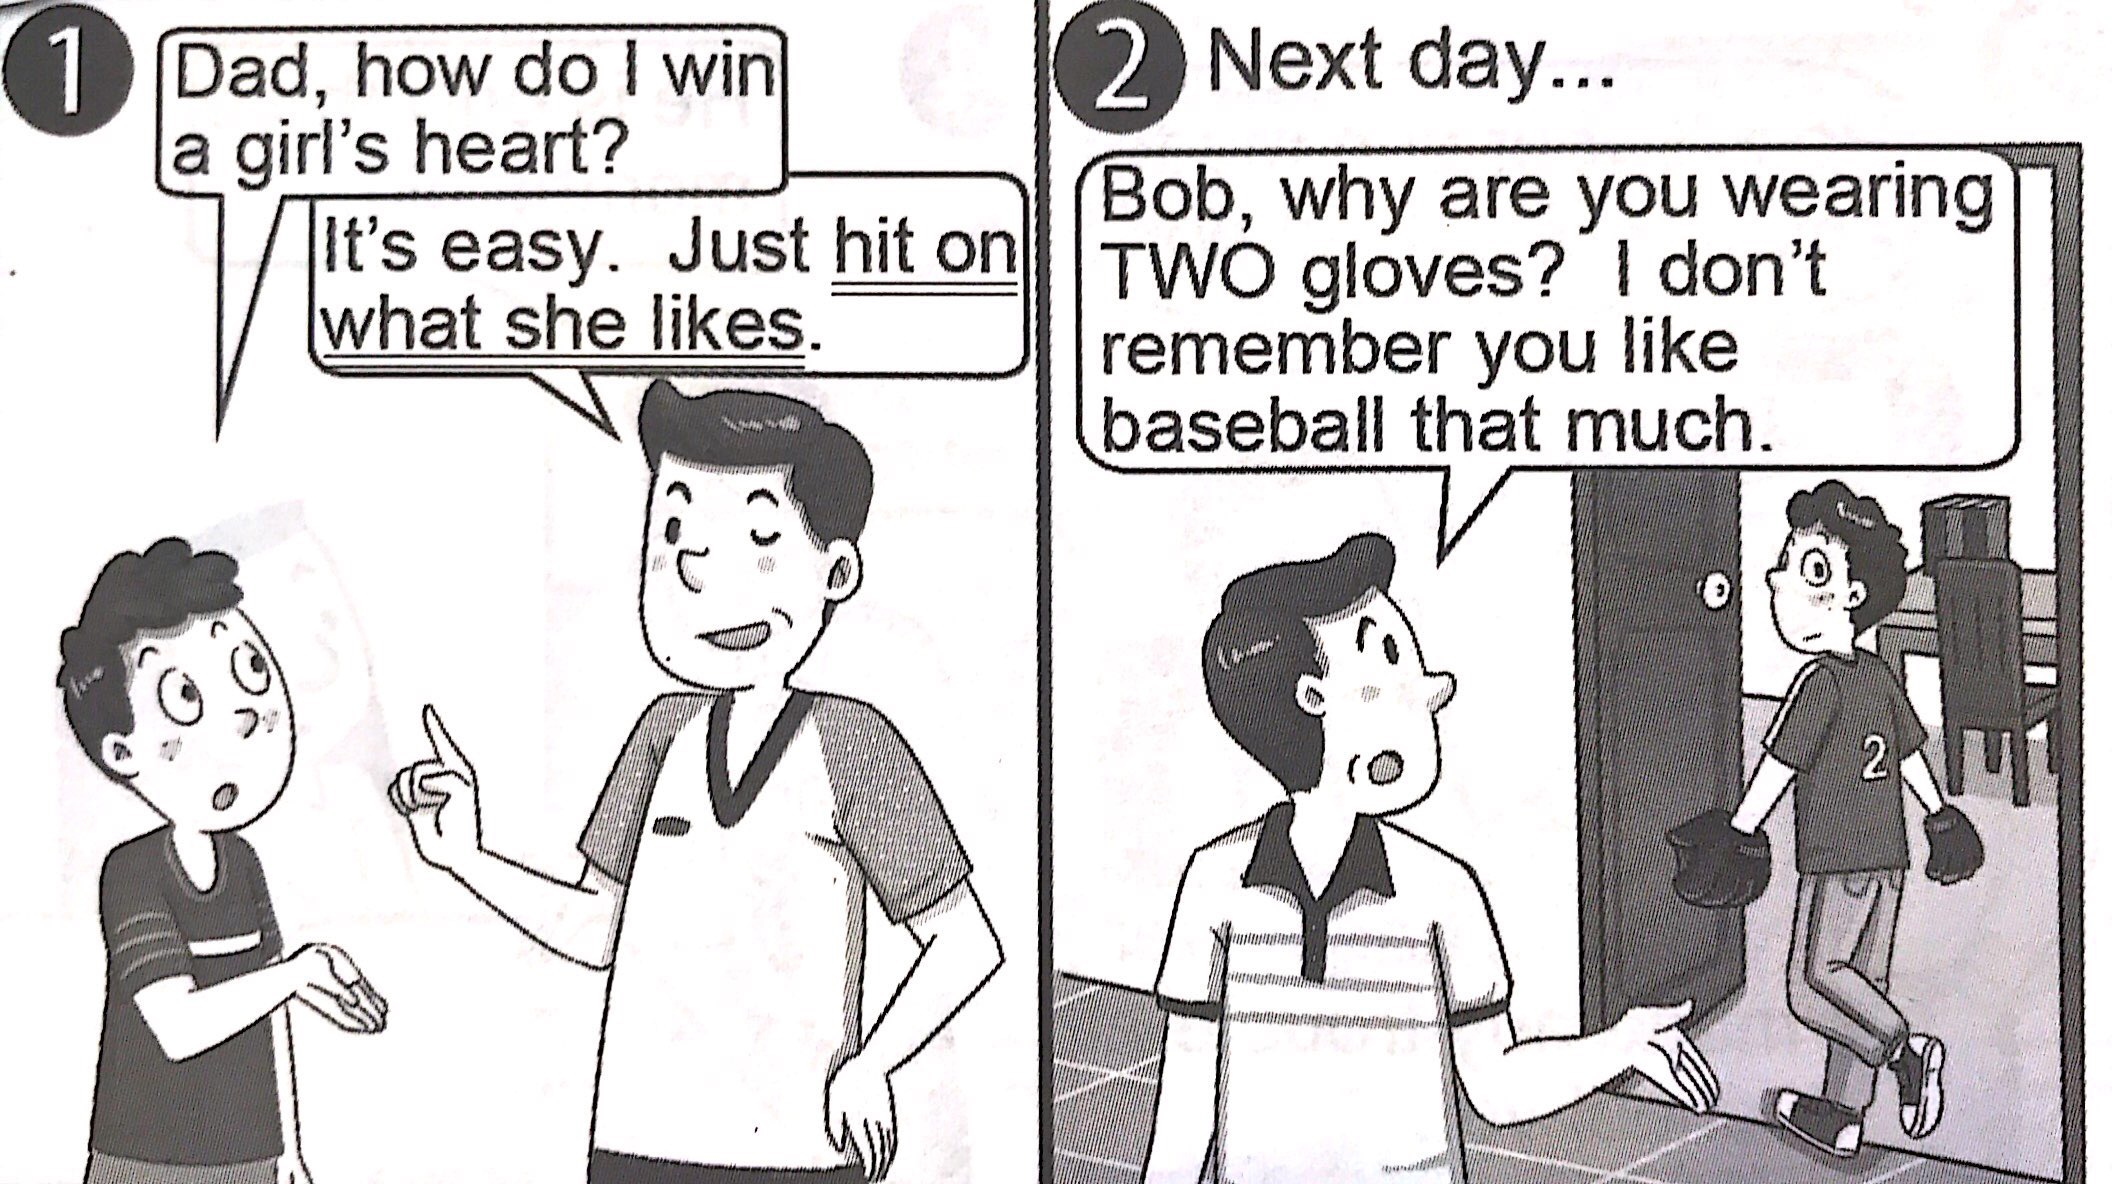 1
Dad, how do I win
a girl's heart?
It's easy.  Just hit on
what she likes.
2 Next day...
Bob, why are you wearing
TWO gloves?  I don't
remember you like
baseball that much.
2